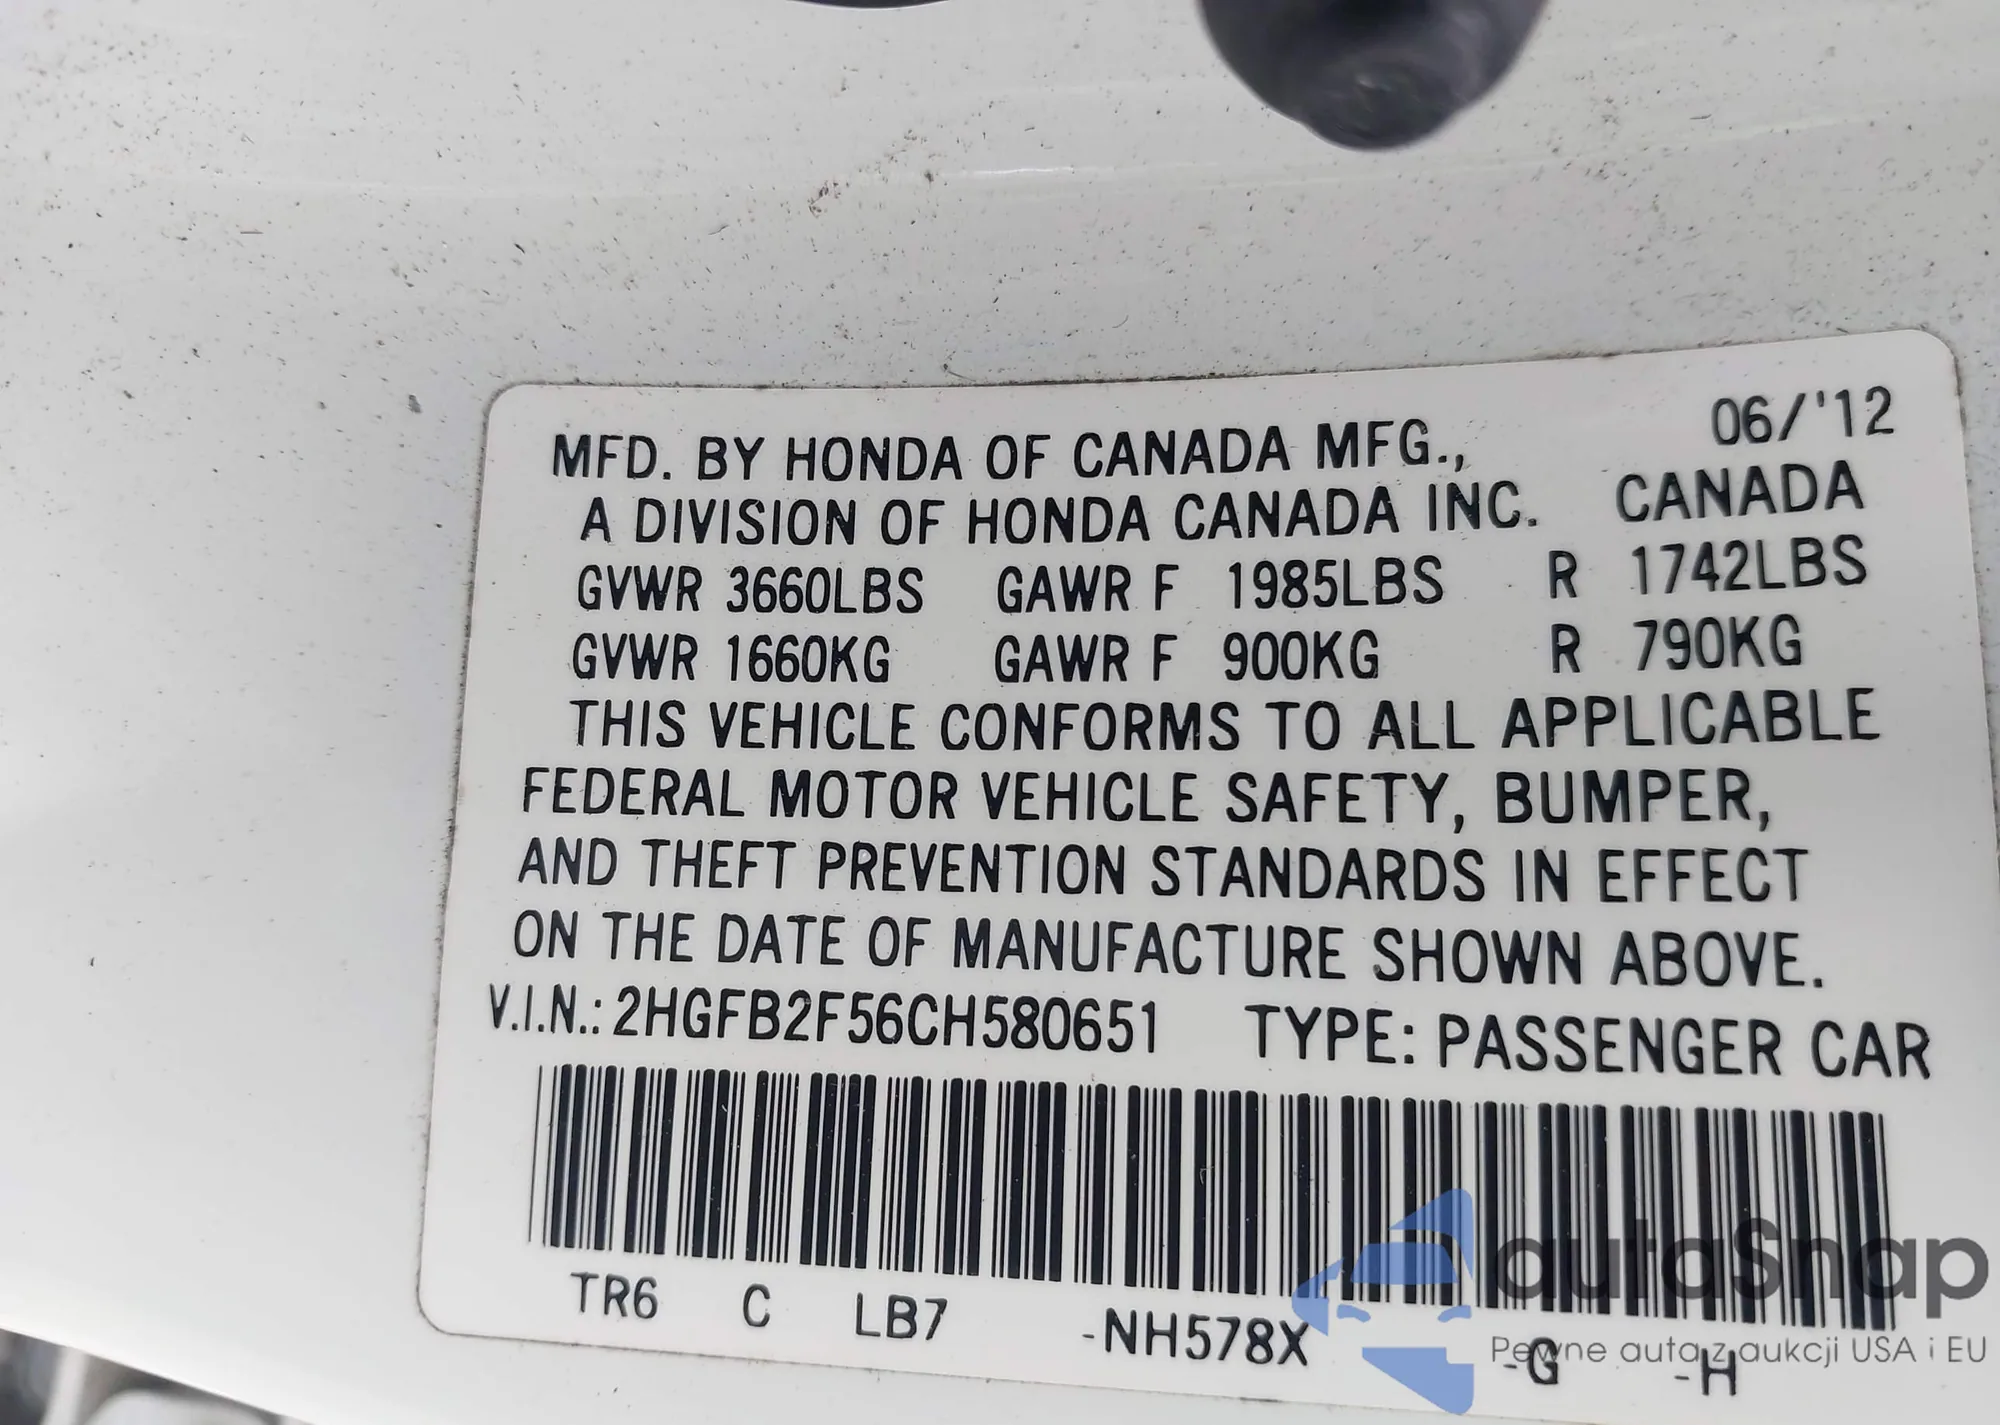 06/'12
MFD. BY HONDA OF CANADA MFG.,
A DIVISION OF HONDA CANADA INC. CANADA
GVWR 3660LBS GAWR F 1985LBS R 1742LBS
GVWR 1660KG GAWR F 900KG R 790KG
THIS VEHICLE CONFORMS TO ALL APPLICABLE
FEDERAL MOTOR VEHICLE SAFETY, BUMPER,
AND THEFT PREVENTION STANDARDS IN EFFECT
ON THE DATE OF MANUFACTURE SHOWN ABOVE.
V.I.N.: 2HGFB2F56CH580651 TYPE: PASSENGER CAR
TR6 C LB7 -NH578X -G -H
autaSnap
Pewne auta z aukcji USA i EU